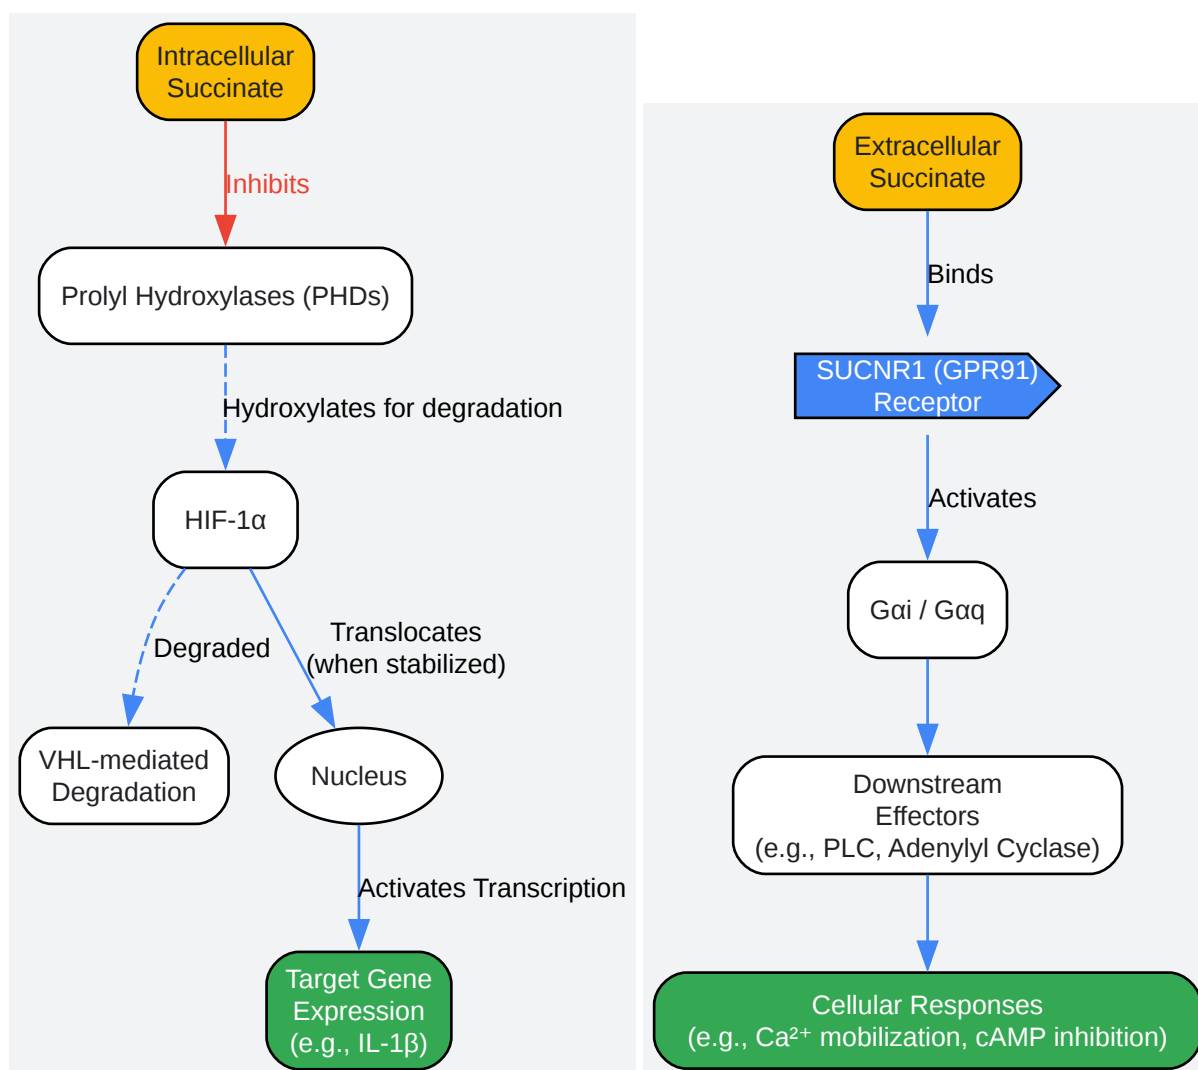 Intracellular
Succinate
Inhibits
Prolyl Hydroxylases (PHDs)
Hydroxylates for degradation
HIF-1α
Degraded
Translocates
(when stabilized)
VHL-mediated
Degradation
Nucleus
Activates Transcription
Target Gene
Expression
(e.g., IL-1β)
Extracellular
Succinate
Binds
SUCNR1 (GPR91)
Receptor
Activates
Gαi / Gαq
Downstream
Effectors
(e.g., PLC, Adenylyl Cyclase)
Cellular Responses
(e.g., Ca²⁺ mobilization, cAMP inhibition)